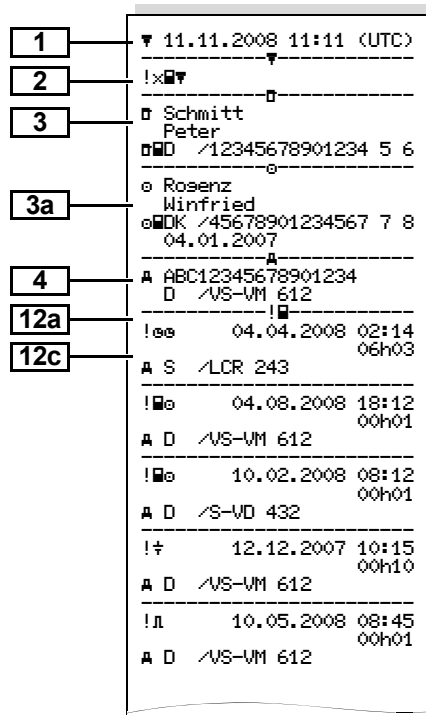 1
▼ 11.11.2008 11:11 (UTC)
----------▼----------
2
!×■▼
3
Schmitt
Peter
D /12345678901234 5 6
3a
o Rogenz
Winfried
DK /45678901234567 7 8
04.01.2007
4
A ABC12345678901234
D /VS-VM 612
12a
!
! 04.04.2008 02:14
06h03
12c
A S /LCR 243
! 04.08.2008 18:12
00h01
A D /VS-VM 612
! 10.02.2008 08:12
00h01
A D /S-VD 432
! 12.12.2007 10:15
00h10
A D /VS-VM 612
! 10.05.2008 08:45
00h01
A D /VS-VM 612